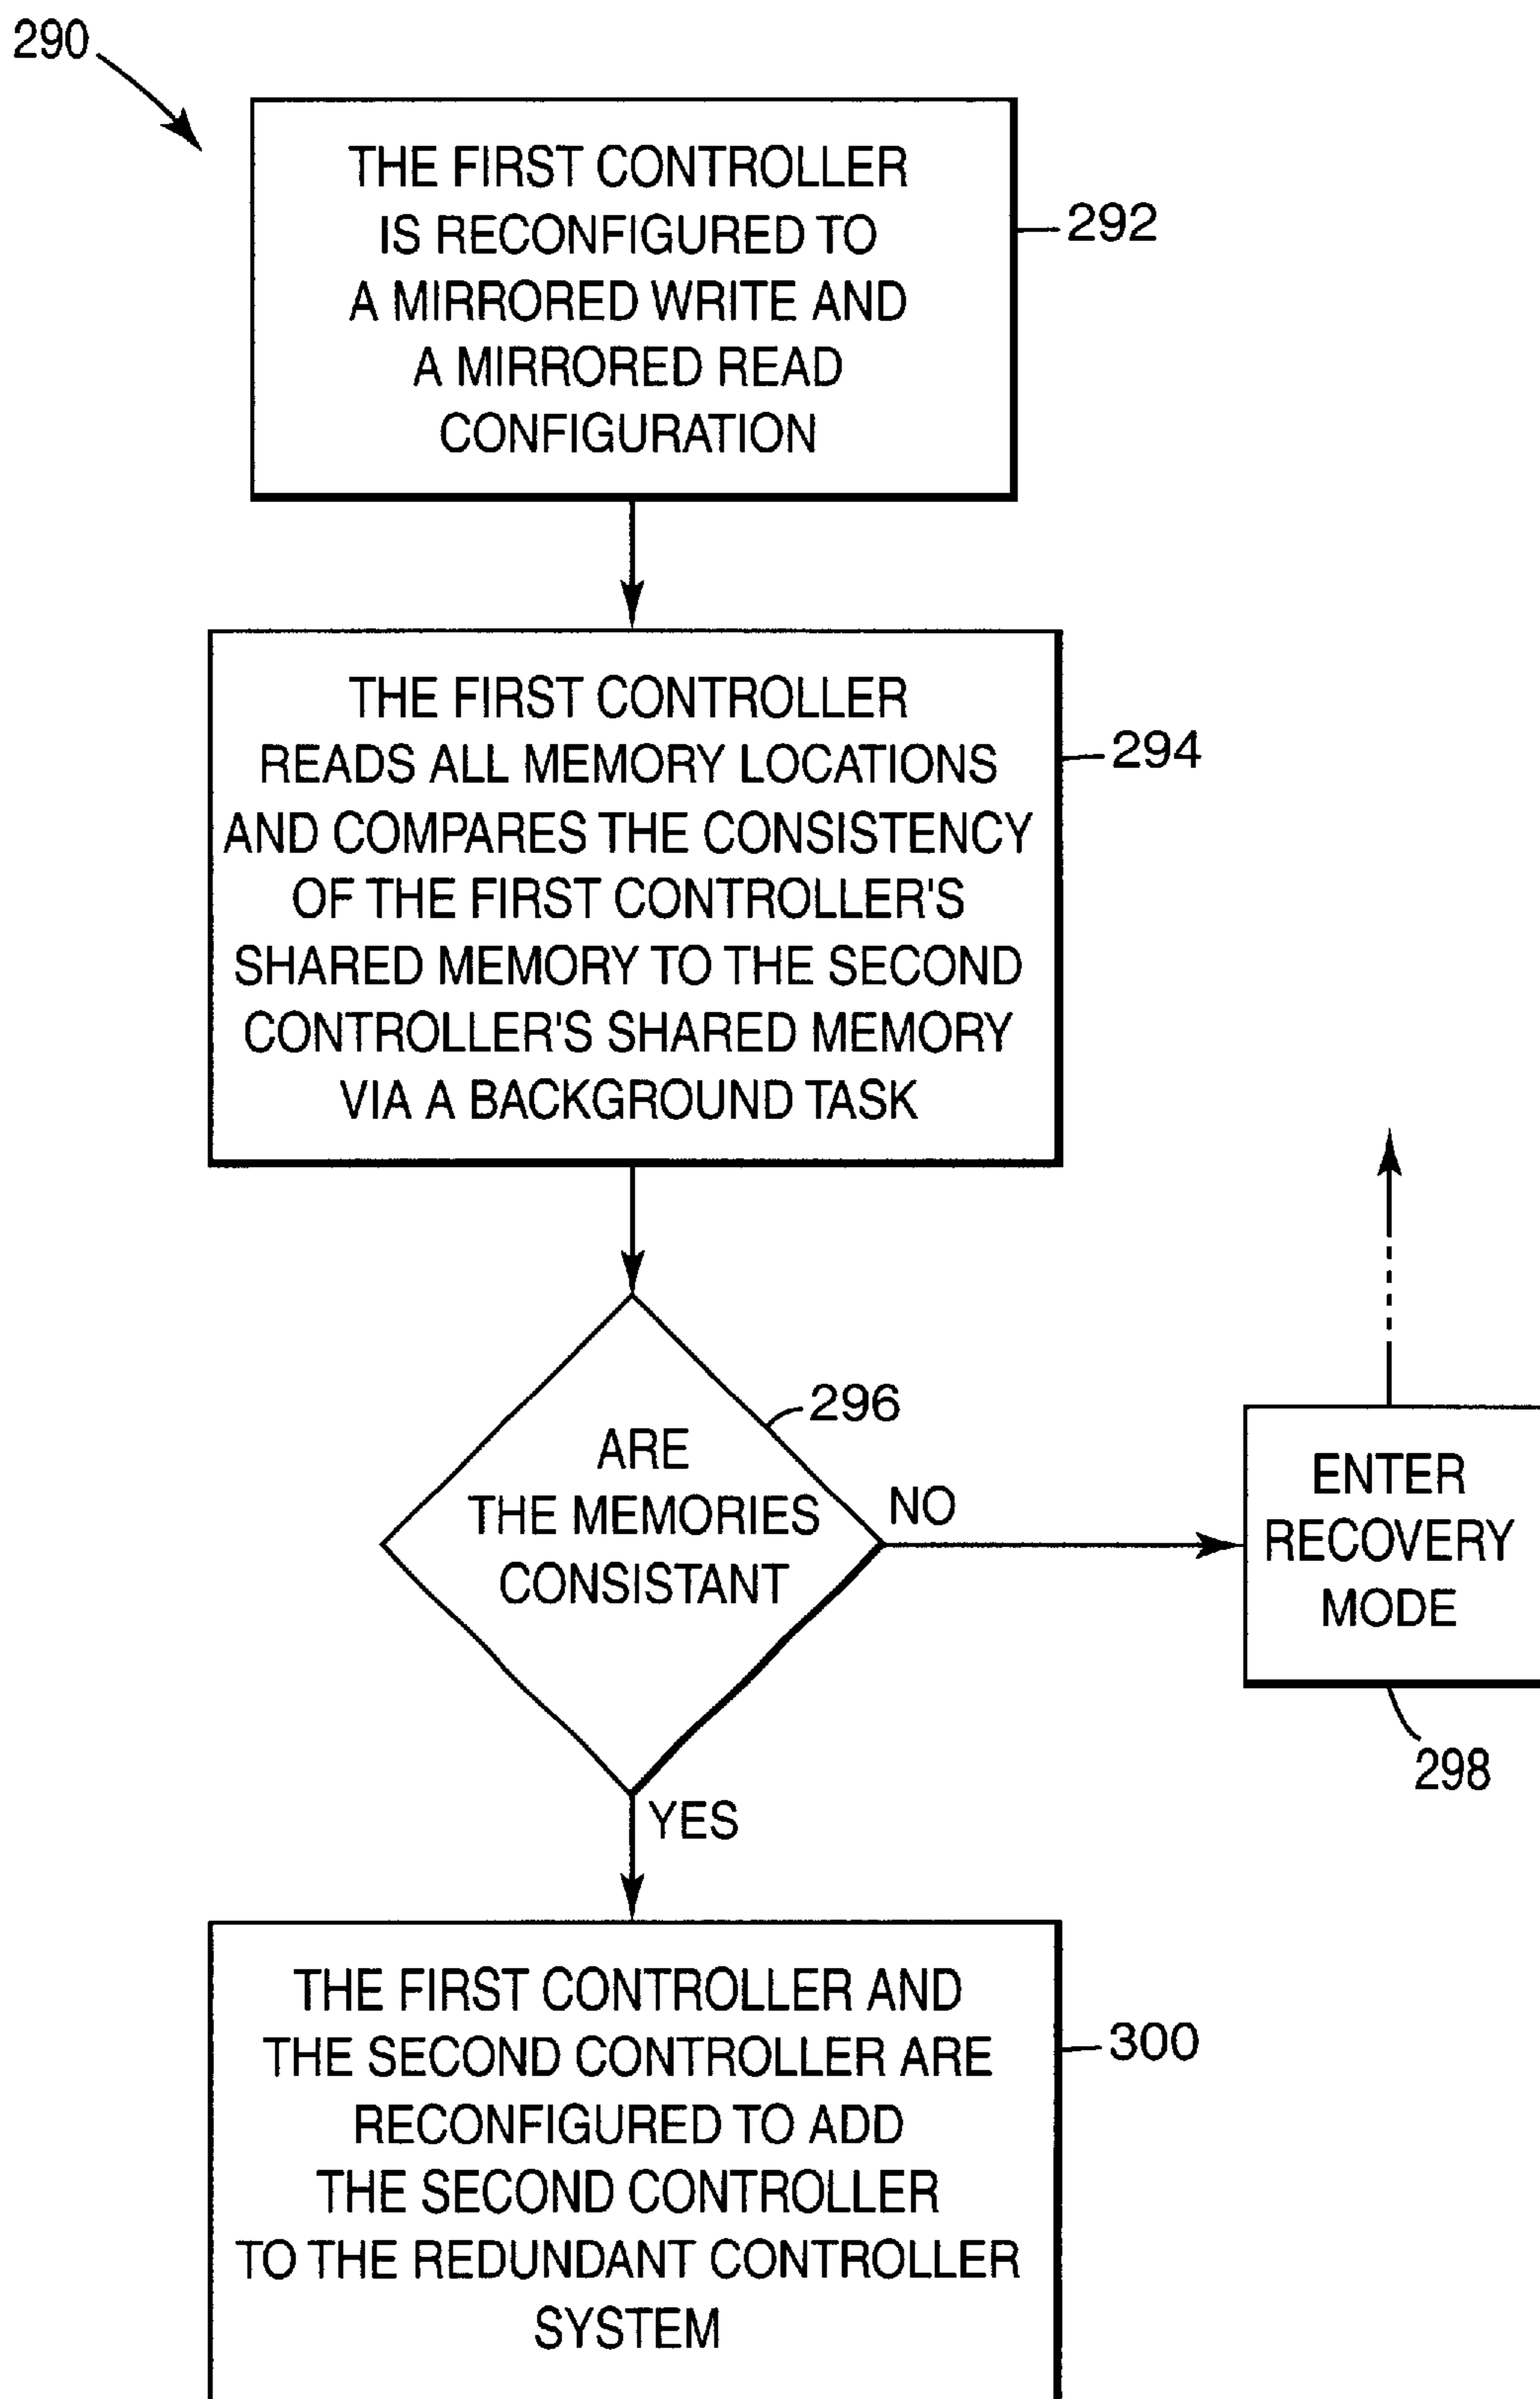 290
THE FIRST CONTROLLER
IS RECONFIGURED TO
A MIRRORED WRITE AND
A MIRRORED READ
CONFIGURATION
292
THE FIRST CONTROLLER
READS ALL MEMORY LOCATIONS
AND COMPARES THE CONSISTENCY
OF THE FIRST CONTROLLER'S
SHARED MEMORY TO THE SECOND
CONTROLLER'S SHARED MEMORY
VIA A BACKGROUND TASK
294
ARE
THE MEMORIES
CONSISTANT
296
NO
ENTER
RECOVERY
MODE
298
YES
THE FIRST CONTROLLER AND
THE SECOND CONTROLLER ARE
RECONFIGURED TO ADD
THE SECOND CONTROLLER
TO THE REDUNDANT CONTROLLER
SYSTEM
300